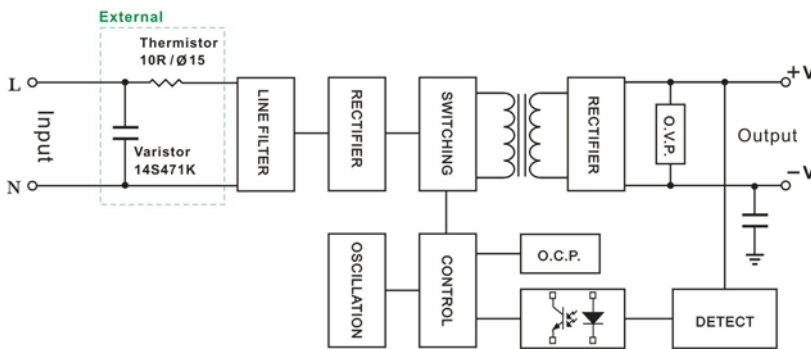 External
Thermistor
10R/Ø15
L
Input
N
Varistor
14S471K
LINE FILTER
RECTIFIER
SWITCHING
RECTIFIER
O.V.P.
+V
Output
−V
OSCILLATION
CONTROL
O.C.P.
DETECT